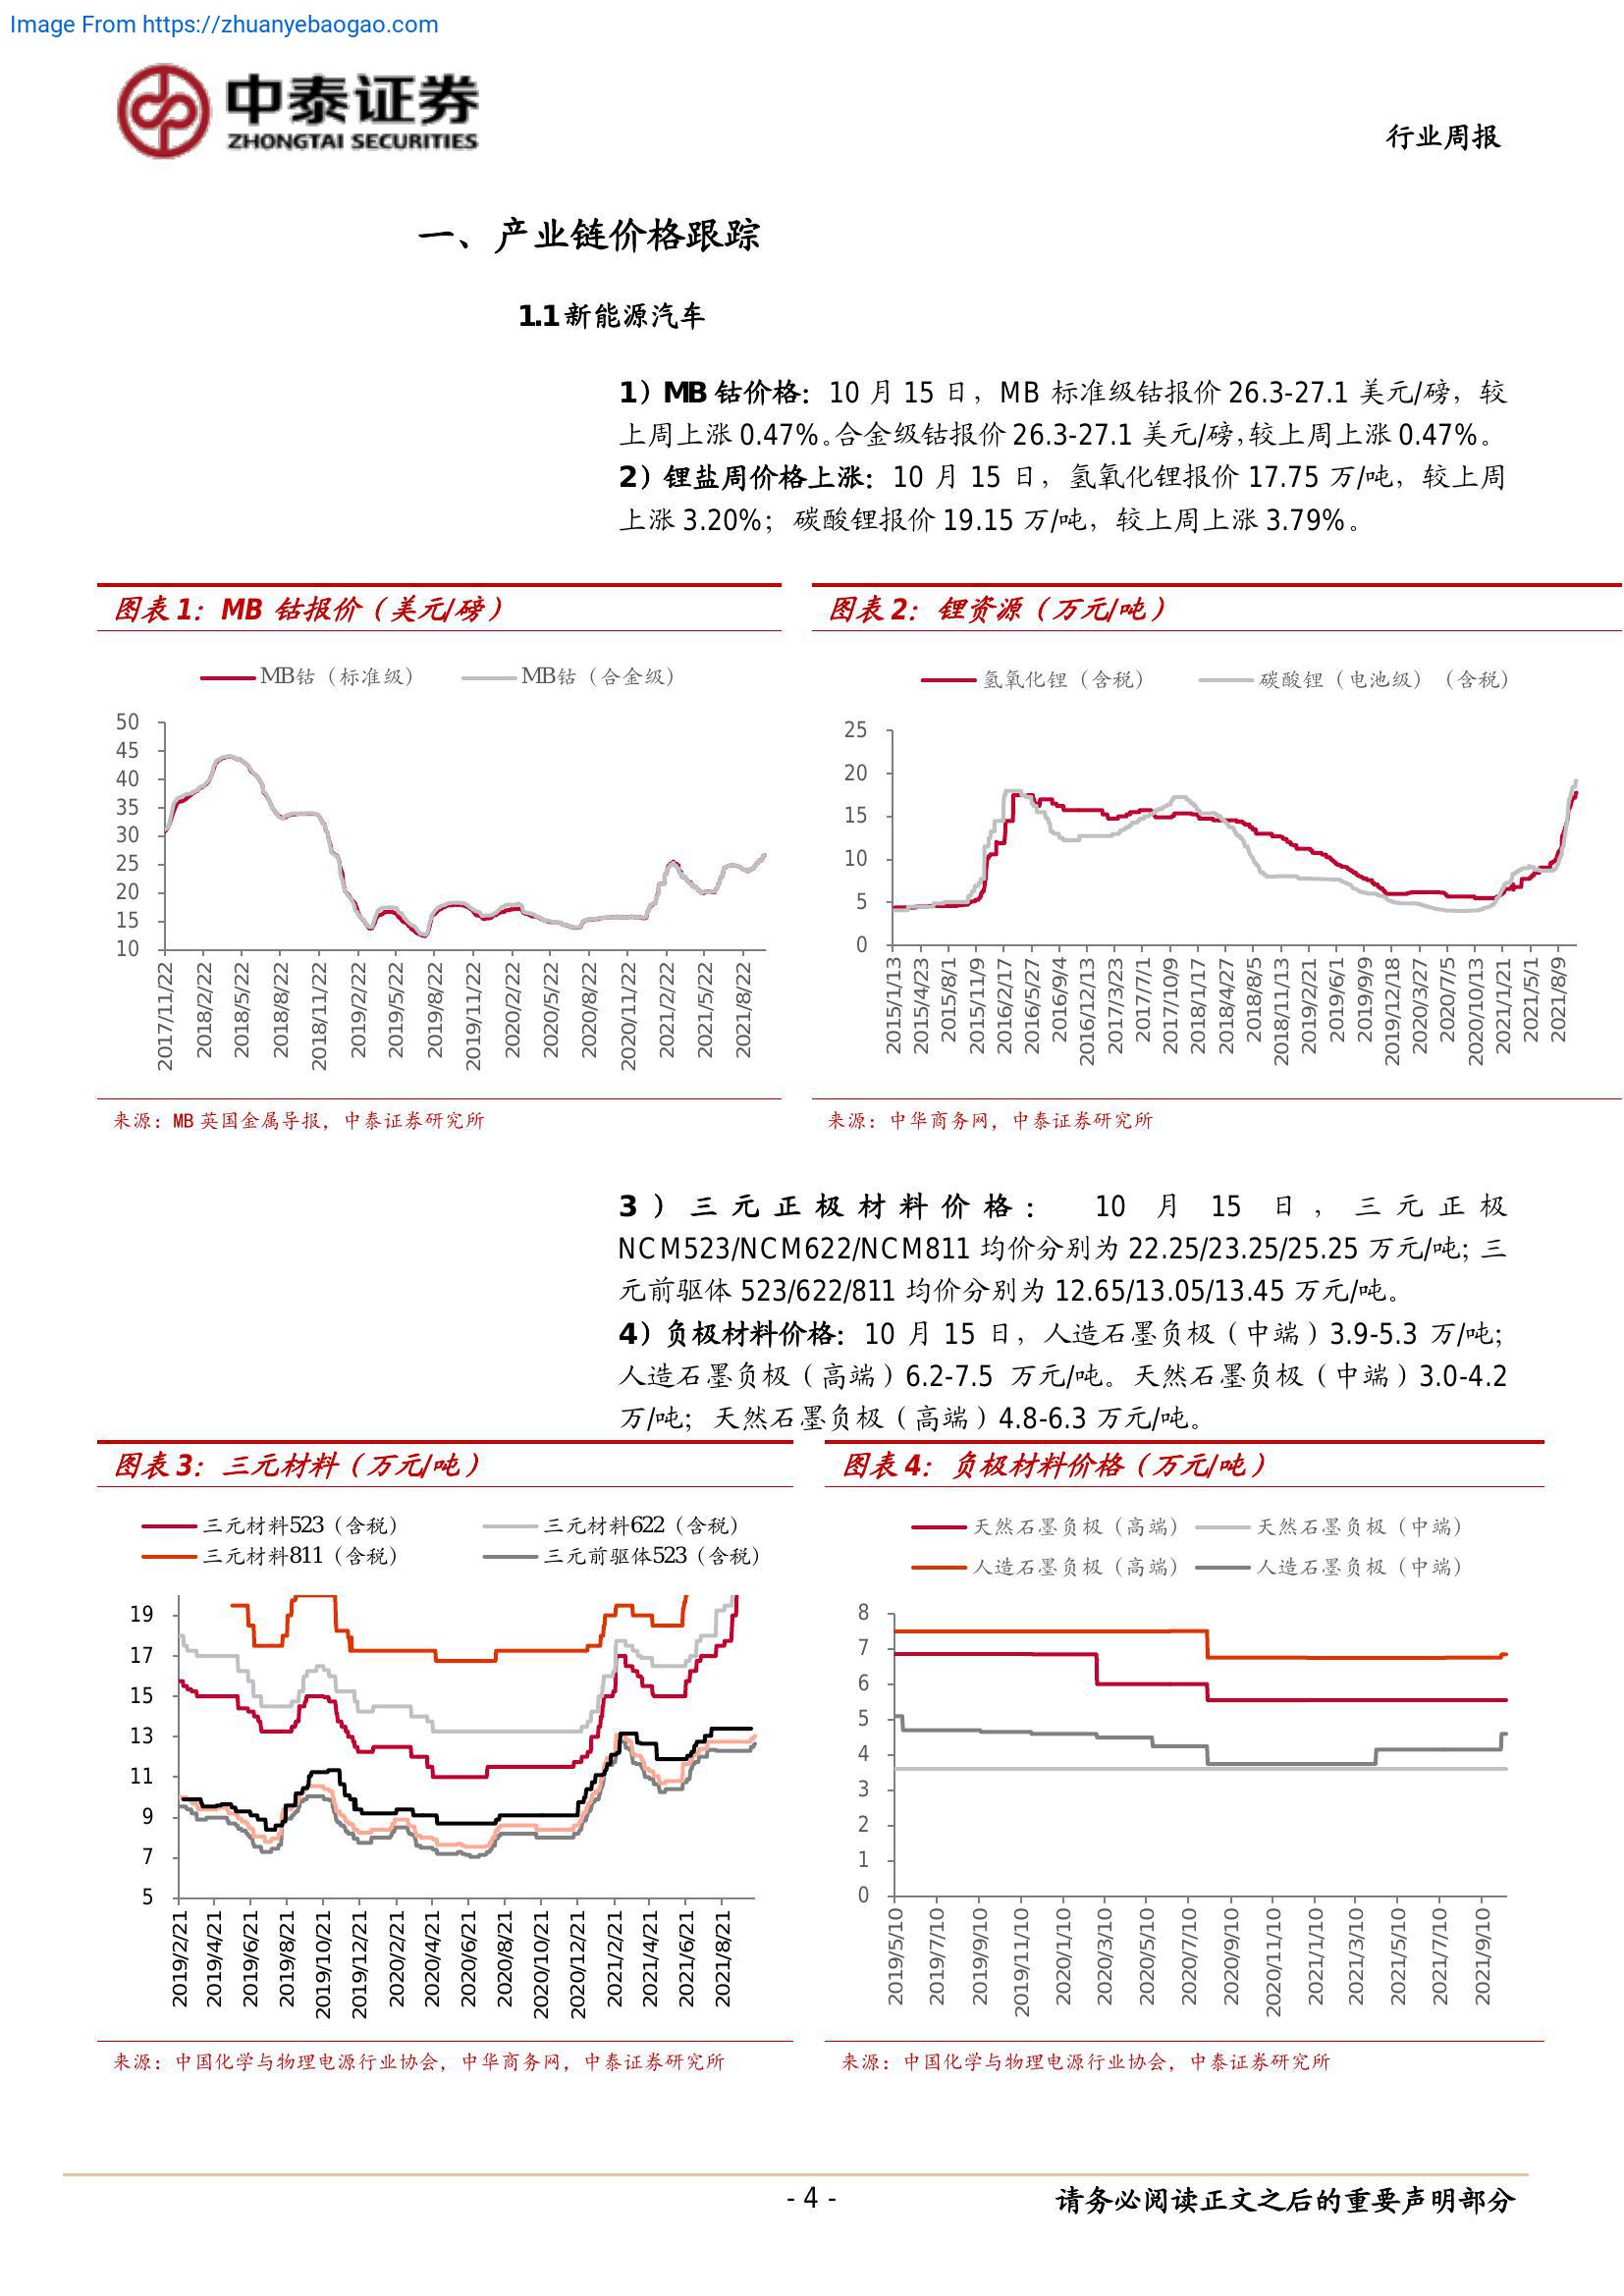 Image From https://zhuanyebaogao.com
中泰证券
ZHONGTAI SECURITIES
行业周报
一、产业链价格跟踪
1.1新能源汽车
1）MB 钴价格：10 月 15 日，MB 标准级钴报价 26.3-27.1 美元/磅，较
上周上涨 0.47%。合金级钴报价 26.3-27.1 美元/磅，较上周上涨 0.47%。
2）锂盐周价格上涨：10 月 15 日，氢氧化锂报价 17.75 万/吨，较上周
上涨 3.20%；碳酸锂报价 19.15 万/吨，较上周上涨 3.79%。
图表 1：MB 钴报价（美元/磅）
MB钴（标准级） MB钴（合金级）
50
45
40
35
30
25
20
15
10
2017/11/22 2018/2/22 2018/5/22 2018/8/22 2018/11/22 2019/2/22 2019/5/22 2019/8/22 2019/11/22 2020/2/22 2020/5/22 2020/8/22 2020/11/22 2021/2/22 2021/5/22 2021/8/22
来源：MB 英国金属导报，中泰证券研究所
图表 2：锂资源（万元/吨）
氢氧化锂（含税） 碳酸锂（电池级）（含税）
25
20
15
10
5
0
2015/1/13 2015/4/23 2015/8/1 2015/11/9 2016/2/17 2016/5/27 2016/9/4 2016/12/13 2017/3/23 2017/7/1 2017/10/9 2018/1/17 2018/4/27 2018/8/5 2018/11/13 2019/2/21 2019/6/1 2019/9/9 2019/12/18 2020/3/27 2020/7/5 2020/10/13 2021/1/21 2021/5/1 2021/8/9
来源：中华商务网，中泰证券研究所
3）三元正极材料价格： 10 月 15 日，三元正极
NCM523/NCM622/NCM811 均价分别为 22.25/23.25/25.25 万元/吨；三
元前驱体 523/622/811 均价分别为 12.65/13.05/13.45 万元/吨。
4）负极材料价格：10 月 15 日，人造石墨负极（中端）3.9-5.3 万/吨；
人造石墨负极（高端）6.2-7.5 万元/吨。天然石墨负极（中端）3.0-4.2
万/吨；天然石墨负极（高端）4.8-6.3 万元/吨。
图表 3：三元材料（万元/吨）
三元材料523（含税） 三元材料622（含税）
三元材料811（含税） 三元前驱体523（含税）
19
17
15
13
11
9
7
5
2019/2/21 2019/4/21 2019/6/21 2019/8/21 2019/10/21 2019/12/21 2020/2/21 2020/4/21 2020/6/21 2020/8/21 2020/10/21 2020/12/21 2021/2/21 2021/4/21 2021/6/21 2021/8/21
来源：中国化学与物理电源行业协会，中华商务网，中泰证券研究所
图表 4：负极材料价格（万元/吨）
天然石墨负极（高端） 天然石墨负极（中端）
人造石墨负极（高端） 人造石墨负极（中端）
8
7
6
5
4
3
2
1
0
2019/5/10 2019/7/10 2019/9/10 2019/11/10 2020/1/10 2020/3/10 2020/5/10 2020/7/10 2020/9/10 2020/11/10 2021/1/10 2021/3/10 2021/5/10 2021/7/10 2021/9/10
来源：中国化学与物理电源行业协会，中泰证券研究所
- 4 -
请务必阅读正文之后的重要声明部分